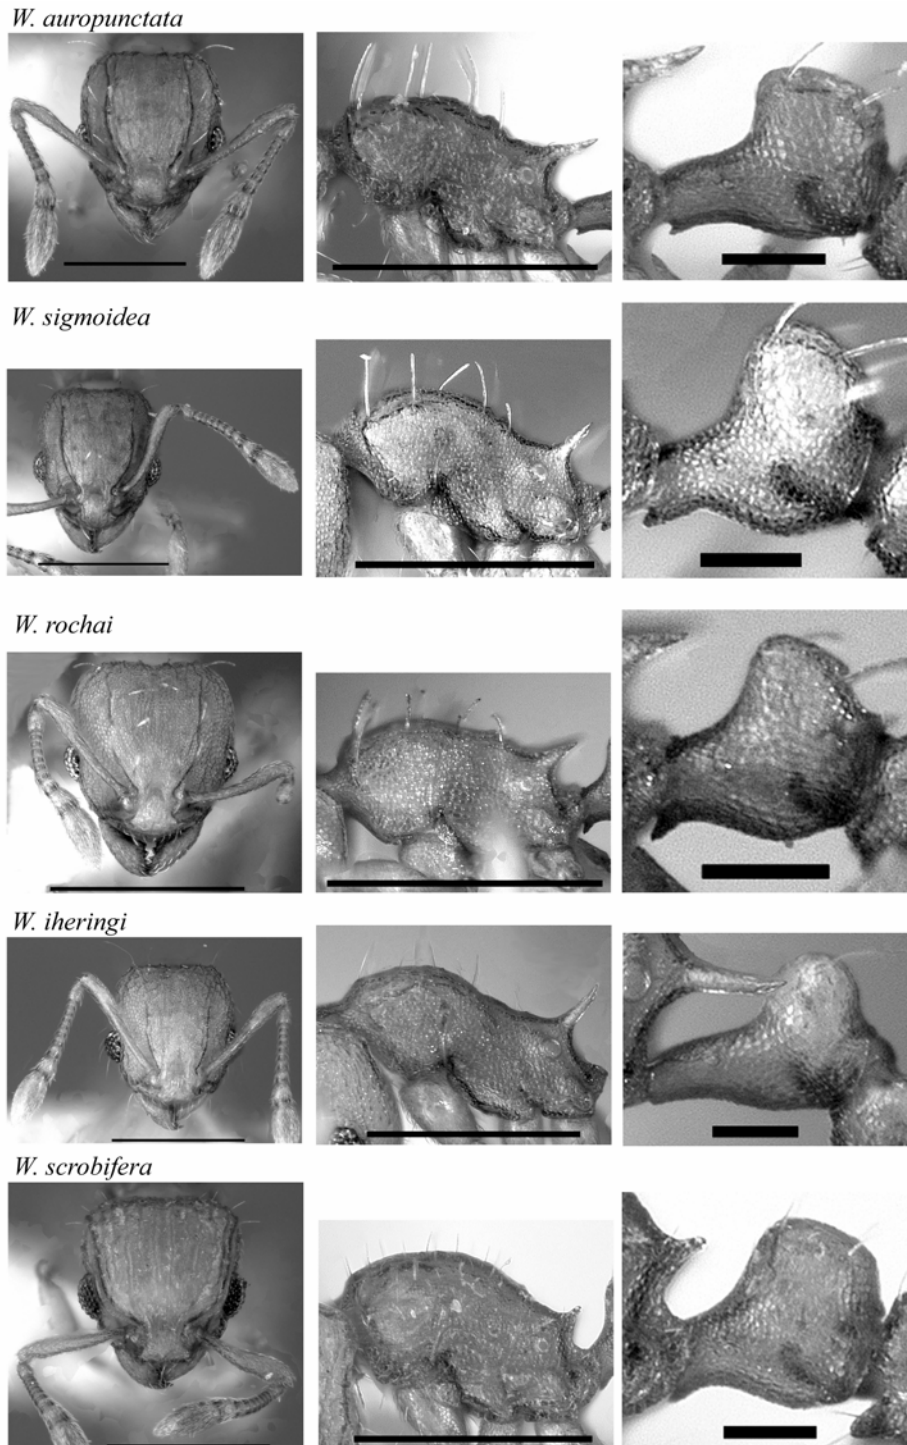 W. auropunctata
W. sigmoidea
W. rochai
W. iheringi
W. scrobifera